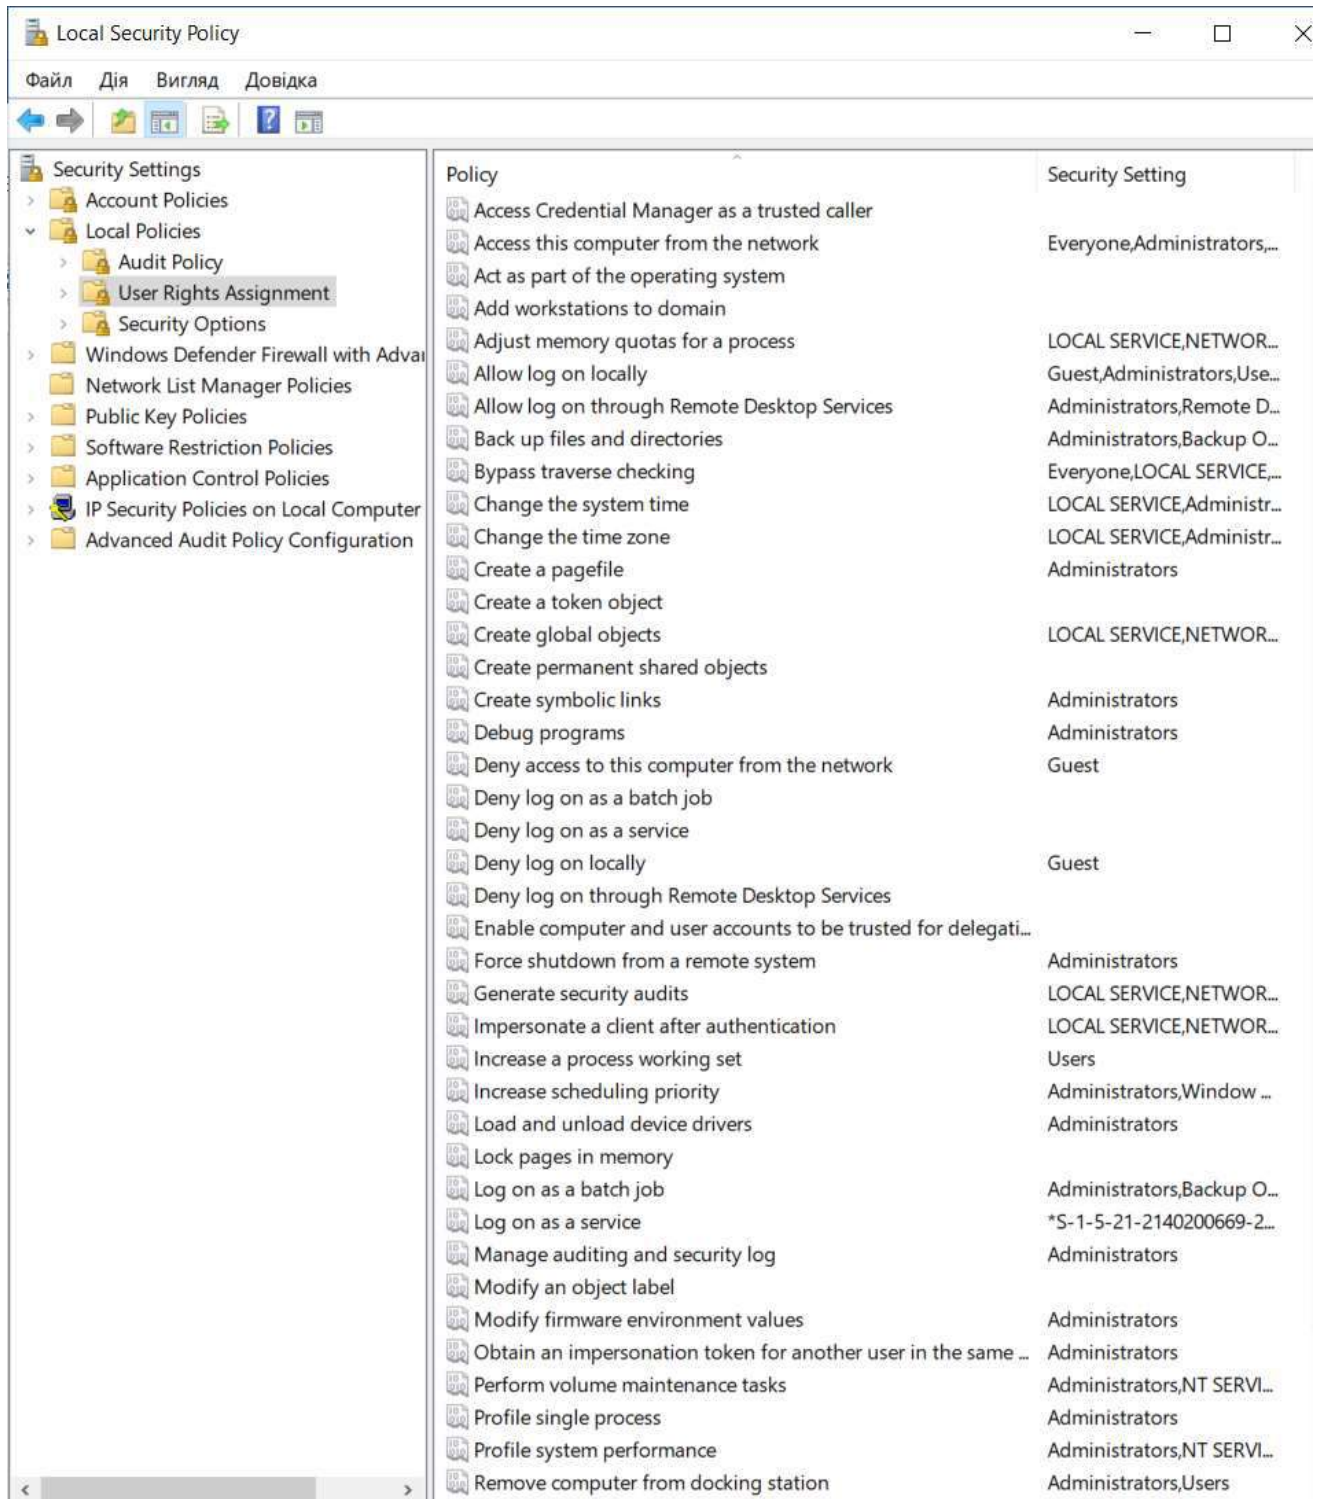 Local Security Policy
Файл Дія Вигляд Довідка
Security Settings
Account Policies
Local Policies
Audit Policy
User Rights Assignment
Security Options
Windows Defender Firewall with Advar
Network List Manager Policies
Public Key Policies
Software Restriction Policies
Application Control Policies
IP Security Policies on Local Computer
Advanced Audit Policy Configuration
Policy Security Setting
Access Credential Manager as a trusted caller
Access this computer from the network Everyone,Administrators,...
Act as part of the operating system
Add workstations to domain
Adjust memory quotas for a process LOCAL SERVICE,NETWOR...
Allow log on locally Guest,Administrators,Use...
Allow log on through Remote Desktop Services Administrators,Remote D...
Back up files and directories Administrators,Backup O...
Bypass traverse checking Everyone,LOCAL SERVICE,...
Change the system time LOCAL SERVICE,Administr...
Change the time zone LOCAL SERVICE,Administr...
Create a pagefile Administrators
Create a token object
Create global objects LOCAL SERVICE,NETWOR...
Create permanent shared objects
Create symbolic links Administrators
Debug programs Administrators
Deny access to this computer from the network Guest
Deny log on as a batch job
Deny log on as a service
Deny log on locally Guest
Deny log on through Remote Desktop Services
Enable computer and user accounts to be trusted for delegati...
Force shutdown from a remote system Administrators
Generate security audits LOCAL SERVICE,NETWOR...
Impersonate a client after authentication LOCAL SERVICE,NETWOR...
Increase a process working set Users
Increase scheduling priority Administrators,Window ...
Load and unload device drivers Administrators
Lock pages in memory
Log on as a batch job Administrators,Backup O...
Log on as a service *S-1-5-21-2140200669-2...
Manage auditing and security log Administrators
Modify an object label
Modify firmware environment values Administrators
Obtain an impersonation token for another user in the same ... Administrators
Perform volume maintenance tasks Administrators,NT SERVI...
Profile single process Administrators
Profile system performance Administrators,NT SERVI...
Remove computer from docking station Administrators,Users